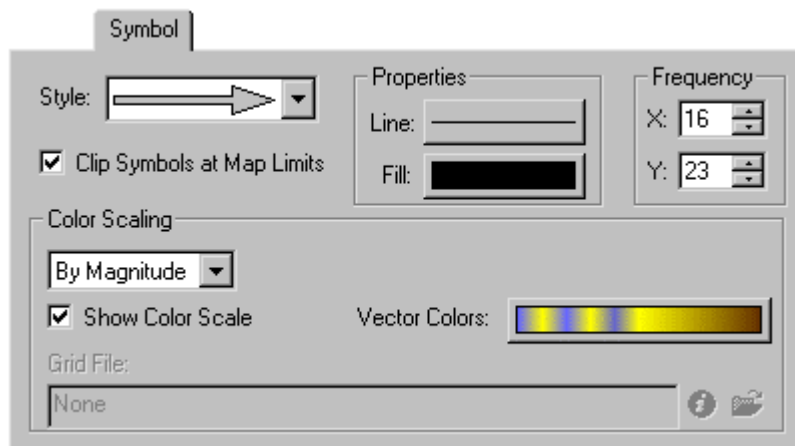 Symbol
Style:
Clip Symbols at Map Limits
Properties
Line:
Fill:
Frequency
X: 16
Y: 23
Color Scaling
By Magnitude
Show Color Scale
Vector Colors:
Grid File:
None